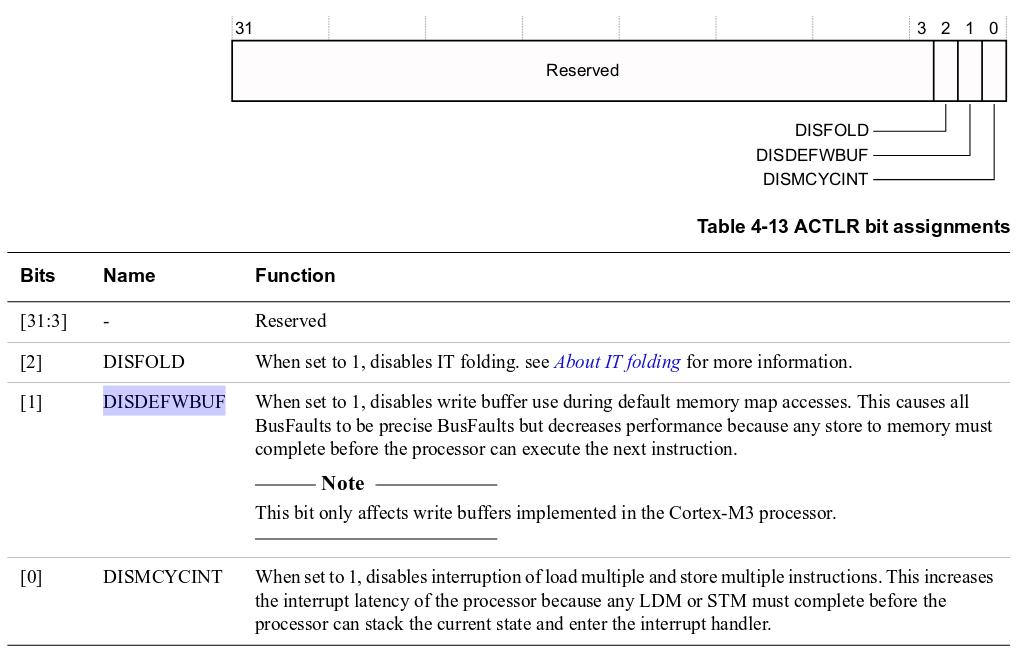 31 3 2 1 0
Reserved
DISFOLD
DISDEFWBUF
DISMCYCINT
Table 4-13 ACTLR bit assignments
Bits Name Function
[31:3] - Reserved
[2] DISFOLD When set to 1, disables IT folding. see About IT folding for more information.
[1] DISDEFWBUF When set to 1, disables write buffer use during default memory map accesses. This causes all
BusFaults to be precise BusFaults but decreases performance because any store to memory must
complete before the processor can execute the next instruction.
Note
This bit only affects write buffers implemented in the Cortex-M3 processor.
[0] DISMCYCINT When set to 1, disables interruption of load multiple and store multiple instructions. This increases
the interrupt latency of the processor because any LDM or STM must complete before the
processor can stack the current state and enter the interrupt handler.